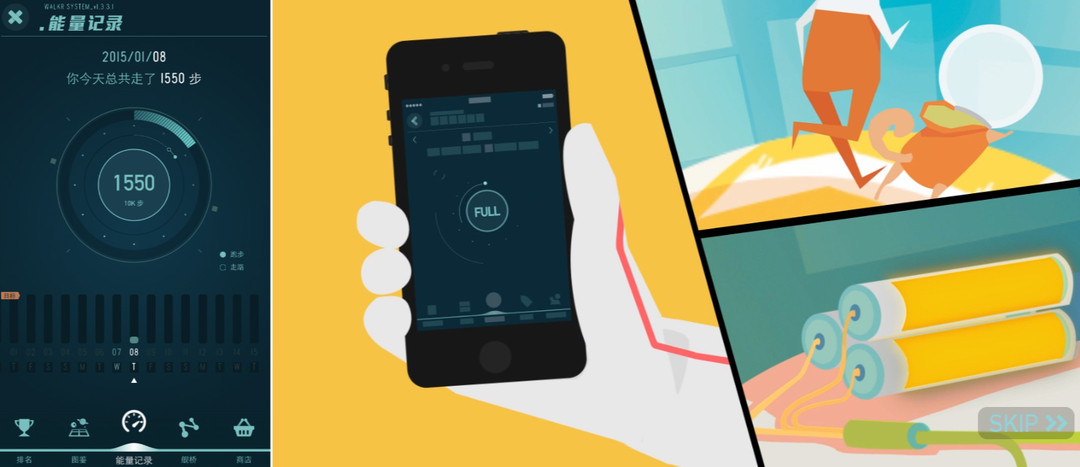 WALKR SYSTEM_v1.3.3.1
.能量记录
2015/01/08
你今天总共走了 1550 步
1550
10K 步
跑步
走路
目标
07 08
W T
排名
图鉴
能量记录
舰桥
商店
FULL
SKIP